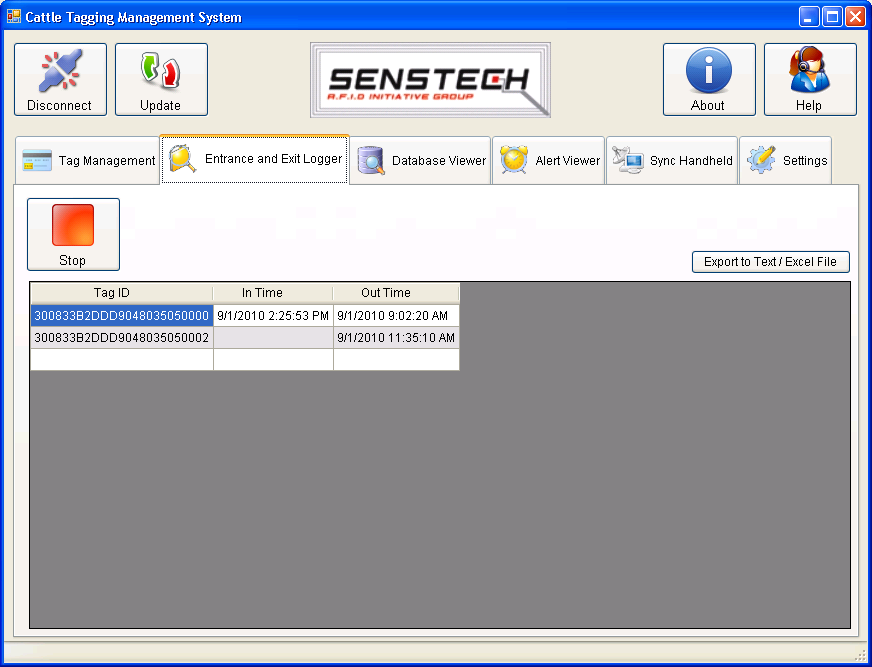 Cattle Tagging Management System
Disconnect
Update
SENSTECH
R.F.I.D INITIATIVE GROUP
About
Help
Tag Management
Entrance and Exit Logger
Database Viewer
Alert Viewer
Sync Handheld
Settings
Stop
Export to Text / Excel File
Tag ID In Time Out Time
300833B2DDD9048035050000 9/1/2010 2:25:53 PM 9/1/2010 9:02:20 AM
300833B2DDD9048035050002 9/1/2010 11:35:10 AM